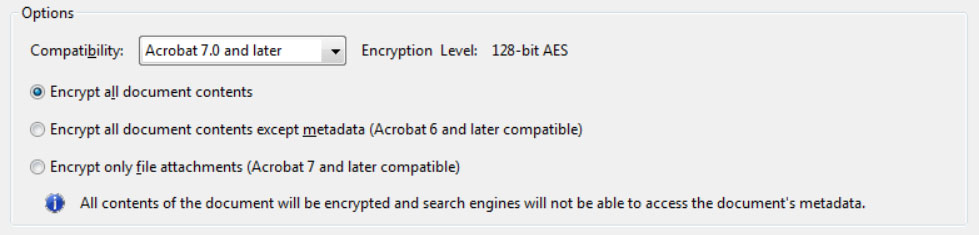 Options
Compatibility: Acrobat 7.0 and later Encryption Level: 128-bit AES
Encrypt all document contents
Encrypt all document contents except metadata (Acrobat 6 and later compatible)
Encrypt only file attachments (Acrobat 7 and later compatible)
All contents of the document will be encrypted and search engines will not be able to access the document's metadata.